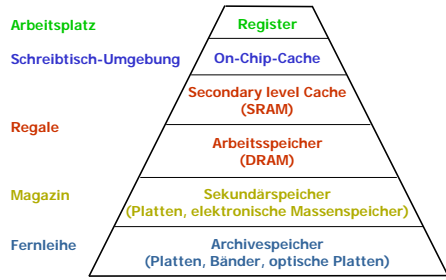 Arbeitsplatz Register
Schreibtisch-Umgebung On-Chip-Cache
Secondary level Cache
(SRAM)
Regale
Arbeitsspeicher
(DRAM)
Magazin Sekundärspeicher
(Platten, elektronische Massenspeicher)
Fernleihe Archivespeicher
(Platten, Bänder, optische Platten)